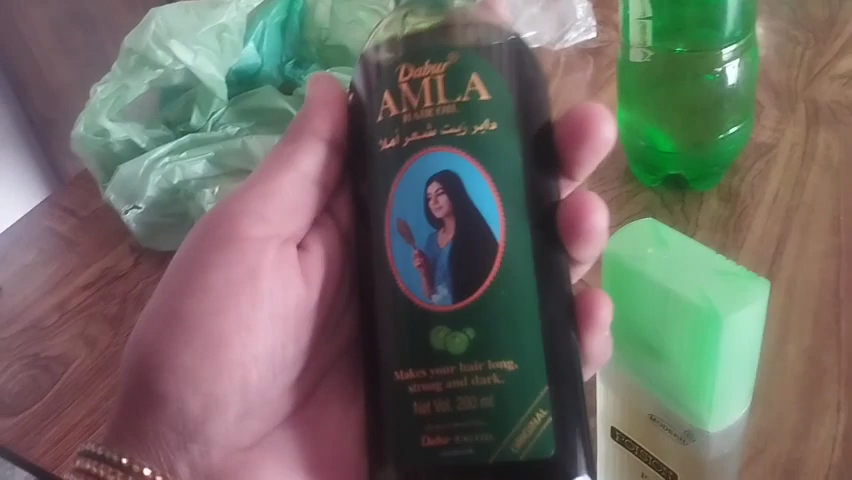 Dabur
AMLA
HAIR OIL
دابر زيت شعر أملا
Makes your hair long,
strong and dark.
Net Vol. 200 ml
Dabur
ORIGINAL